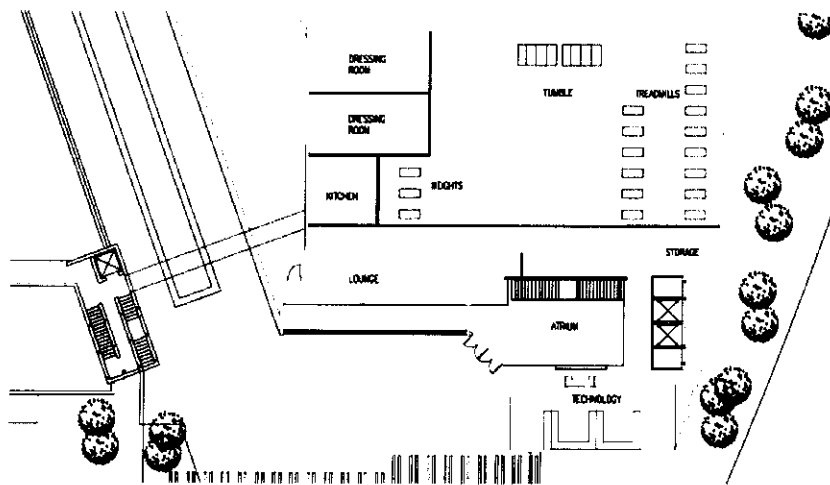 DRESSING
ROOM
TUMBLE
TREADMILLS
DRESSING
ROOM
KITCHEN
WEIGHTS
STORAGE
LOUNGE
ATRIUM
TECHNOLOGY